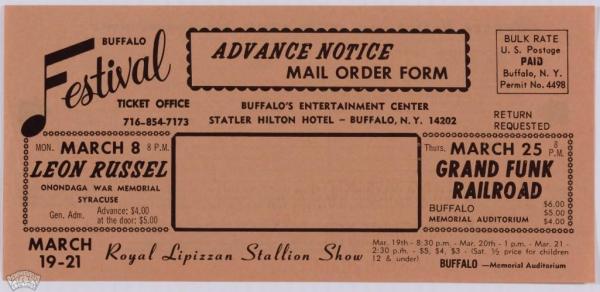 BUFFALO
Festival
TICKET OFFICE
716-854-7173
ADVANCE NOTICE
MAIL ORDER FORM
BULK RATE
U. S. Postage
PAID
Buffalo, N. Y.
Permit No. 4498
BUFFALO'S ENTERTAINMENT CENTER
STATLER HILTON HOTEL – BUFFALO, N. Y. 14202
RETURN
REQUESTED
MON. MARCH 8 8 P.M.
LEON RUSSEL
ONONDAGA WAR MEMORIAL
SYRACUSE
Gen. Adm. Advance: $4.00
at the door: $5.00
Thurs. MARCH 25 8 P.M.
GRAND FUNK
RAILROAD
BUFFALO
MEMORIAL AUDITORIUM
$6.00
$5.00
$4.00
MARCH
19-21
Royal Lipizzan Stallion Show
Mar. 19th - 8:30 p.m. - Mar. 20th - 1 p.m. - Mar. 21 -
2:30 p.m. - $5, $4, $3 - (Sat. ½ price for children
12 & under)
BUFFALO —Memorial Auditorium